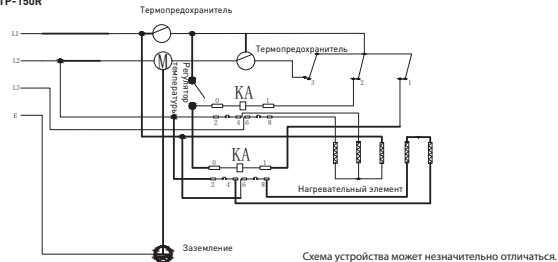 TP-150R
Термопредохранитель
L1
Термопредохранитель
L2
M
Регулятор
температуры
3
2
1
L3
KA
0
1
E
2 4 6 8
KA
0
1
2 4 6 8
Нагревательный элемент
Заземление
Схема устройства может незначительно отличаться.